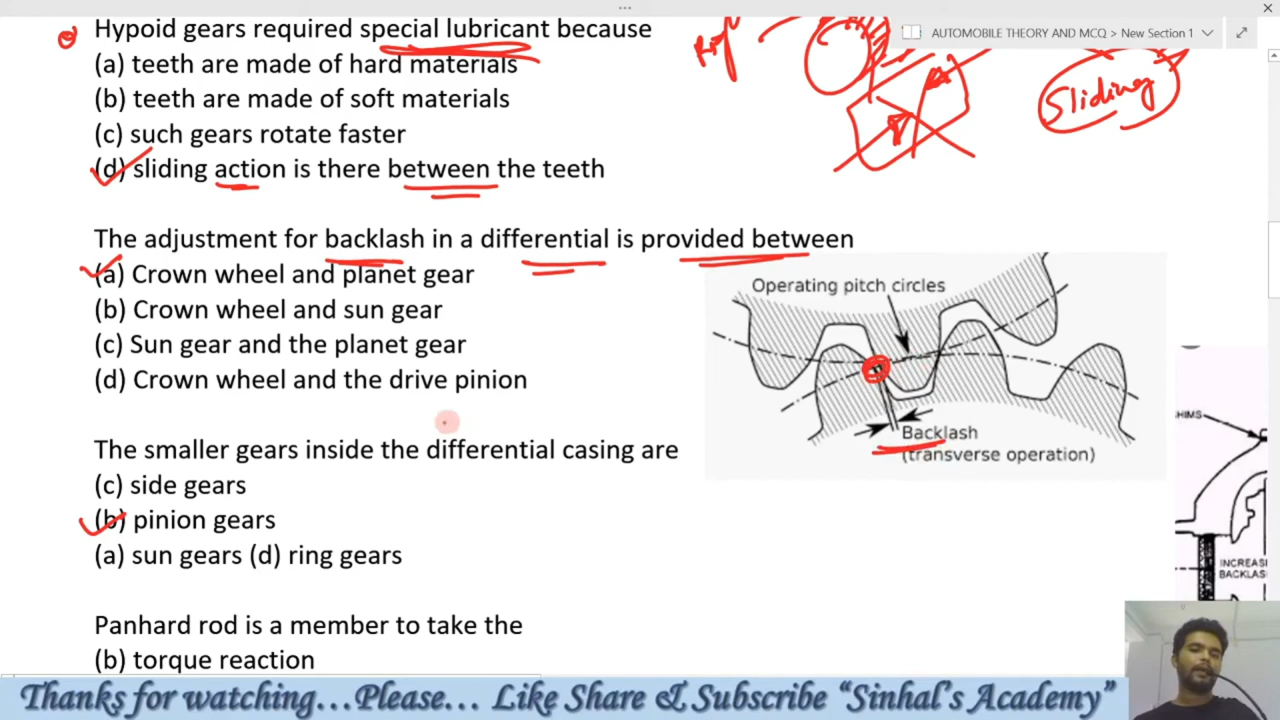 Hypoid gears required special lubricant because
(a) teeth are made of hard materials
(b) teeth are made of soft materials
(c) such gears rotate faster
(d) sliding action is there between the teeth
AUTOMOBILE THEORY AND MCQ > New Section 1
Sliding
The adjustment for backlash in a differential is provided between
(a) Crown wheel and planet gear
(b) Crown wheel and sun gear
(c) Sun gear and the planet gear
(d) Crown wheel and the drive pinion
Operating pitch circles
Backlash
(transverse operation)
The smaller gears inside the differential casing are
(c) side gears
(b) pinion gears
(a) sun gears (d) ring gears
HIMS
Panhard rod is a member to take the
(b) torque reaction
Thanks for watching...Please... Like Share & Subscribe “Sinhal’s Academy”